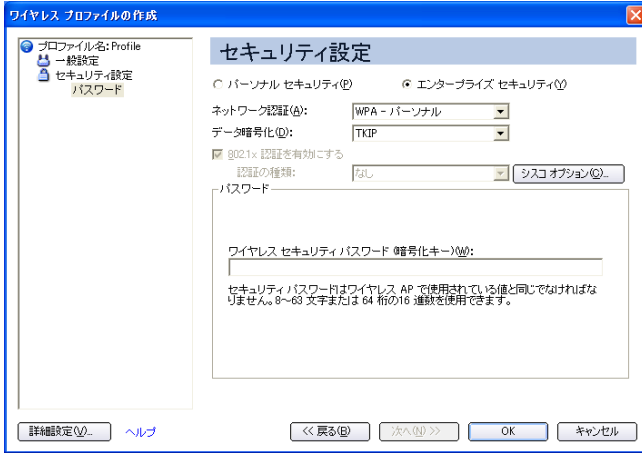 ワイヤレス プロファイルの作成
プロファイル名: Profile
一般設定
セキュリティ設定
パスワード
セキュリティ設定
パーソナル セキュリティ(P)
エンタープライズ セキュリティ(Y)
ネットワーク認証(A):
WPA - パーソナル
データ暗号化(D):
TKIP
802.1x 認証を有効にする
認証の種類:
なし
シスコ オプション(C)...
パスワード
ワイヤレス セキュリティ パスワード (暗号化キー)(W):
セキュリティ パスワードはワイヤレス AP で使用されている値と同じでなければな
りません。8~63 文字または 64 桁の16 進数を使用できます。
詳細設定(V)...
ヘルプ
<< 戻る(B)
次へ(N) >>
OK
キャンセル